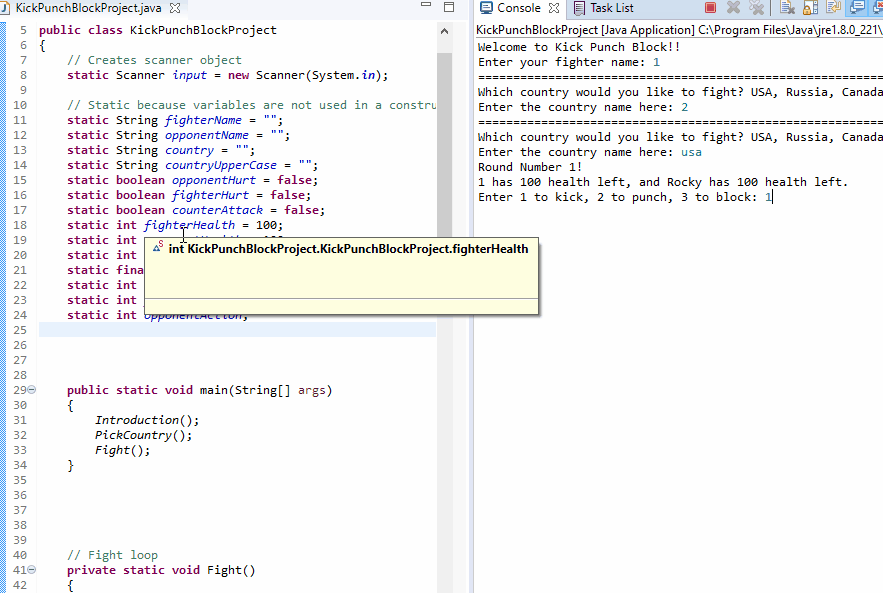 KickPunchBlockProject.java
5 public class KickPunchBlockProject
6 {
7 // Creates scanner object
8 static Scanner input = new Scanner(System.in);
9
10 // Static because variables are not used in a constru
11 static String fighterName = "";
12 static String opponentName = "";
13 static String country = "";
14 static String countryUpperCase = "";
15 static boolean opponentHurt = false;
16 static boolean fighterHurt = false;
17 static boolean counterAttack = false;
18 static int fighterHealth = 100;
19 static int
20 static int
21 static fina
22 static int
23 static int
24 static int opponentAction;
int KickPunchBlockProject.KickPunchBlockProject.fighterHealth
25
26
27
28
29 public static void main(String[] args)
30 {
31 Introduction();
32 PickCountry();
33 Fight();
34 }
35
36
37
38
39
40 // Fight loop
41 private static void Fight()
42 {
Console Task List
KickPunchBlockProject [Java Application] C:\Program Files\Java\jre1.8.0_221\
Welcome to Kick Punch Block!!
Enter your fighter name: 1
==========================================================
Which country would you like to fight? USA, Russia, Canada
Enter the country name here: 2
==========================================================
Which country would you like to fight? USA, Russia, Canada
Enter the country name here: usa
Round Number 1!
1 has 100 health left, and Rocky has 100 health left.
Enter 1 to kick, 2 to punch, 3 to block: 1